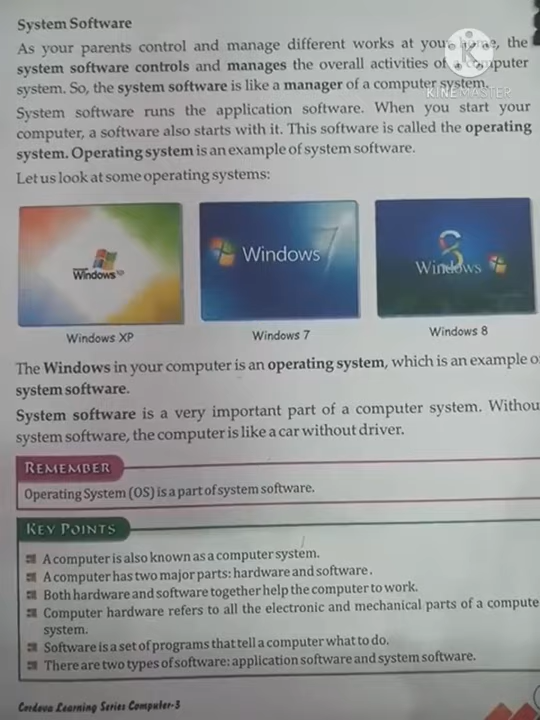 System Software
As your parents control and manage different works at your home, the
system software controls and manages the overall activities of a computer
system. So, the system software is like a manager of a computer system.
KINEMASTER
System software runs the application software. When you start your
computer, a software also starts with it. This software is called the operating
system. Operating system is an example of system software.
Let us look at some operating systems:
Windows XP
Windows 7
8
Windows
Windows XP
Windows 7
Windows 8
The Windows in your computer is an operating system, which is an example o
system software.
System software is a very important part of a computer system. Withou
system software, the computer is like a car without driver.
REMEMBER
Operating System (OS) is a part of system software.
KEY POINTS
A computer is also known as a computer system.
A computer has two major parts: hardware and software.
Both hardware and software together help the computer to work.
Computer hardware refers to all the electronic and mechanical parts of a compute
system.
Software is a set of programs that tell a computer what to do.
There are two types of software: application software and system software.
Cordova Learning Series Computer-3